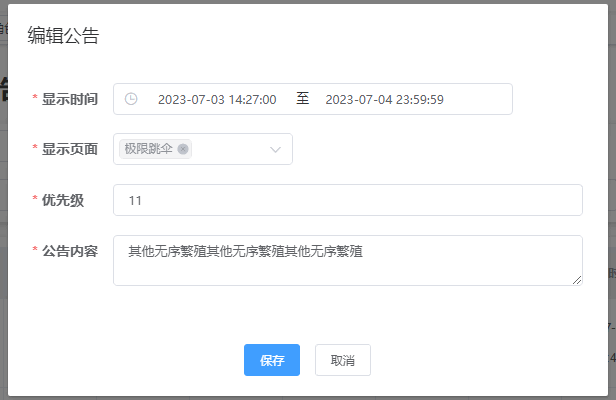 编辑公告
* 显示时间 2023-07-03 14:27:00 至 2023-07-04 23:59:59
* 显示页面 极限跳伞
* 优先级 11
* 公告内容 其他无序繁殖其他无序繁殖其他无序繁殖
保存 取消